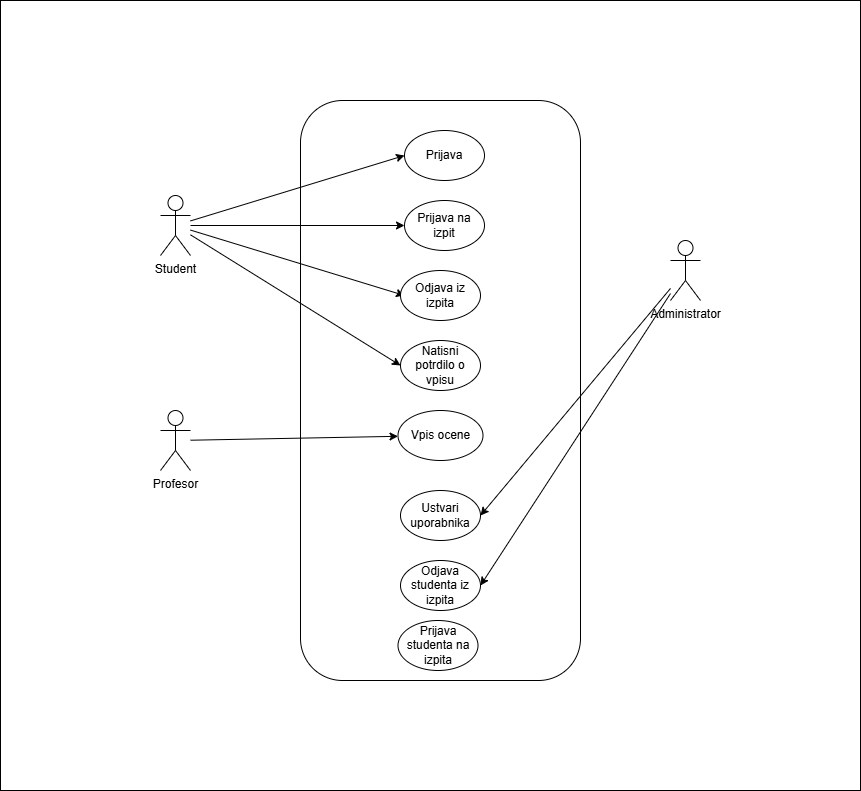 Prijava
Prijava na
izpit
Student
Odjava iz
izpita
Administrator
Natisni
potrdilo o
vpisu
Vpis ocene
Profesor
Ustvari
uporabnika
Odjava
studenta iz
izpita
Prijava
studenta na
izpita